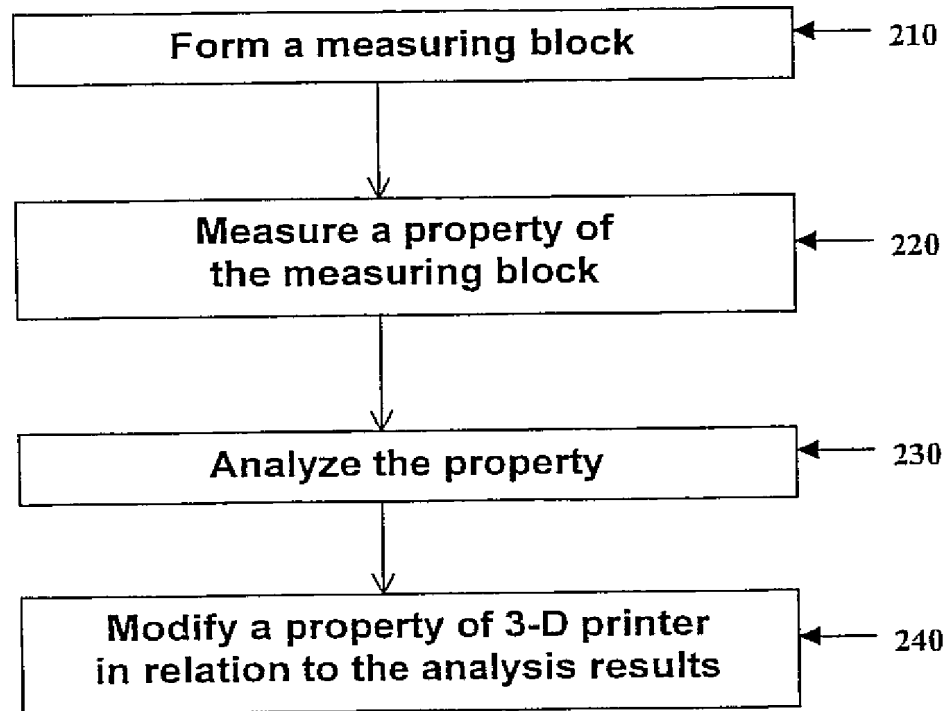 Form a measuring block
210
Measure a property of
the measuring block
220
Analyze the property
230
Modify a property of 3-D printer
in relation to the analysis results
240